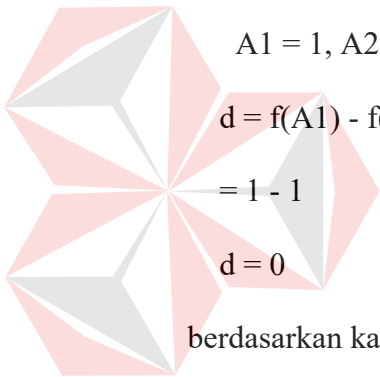 A1 = 1, A2
d = f(A1) - f
= 1 - 1
d = 0
berdasarkan ka